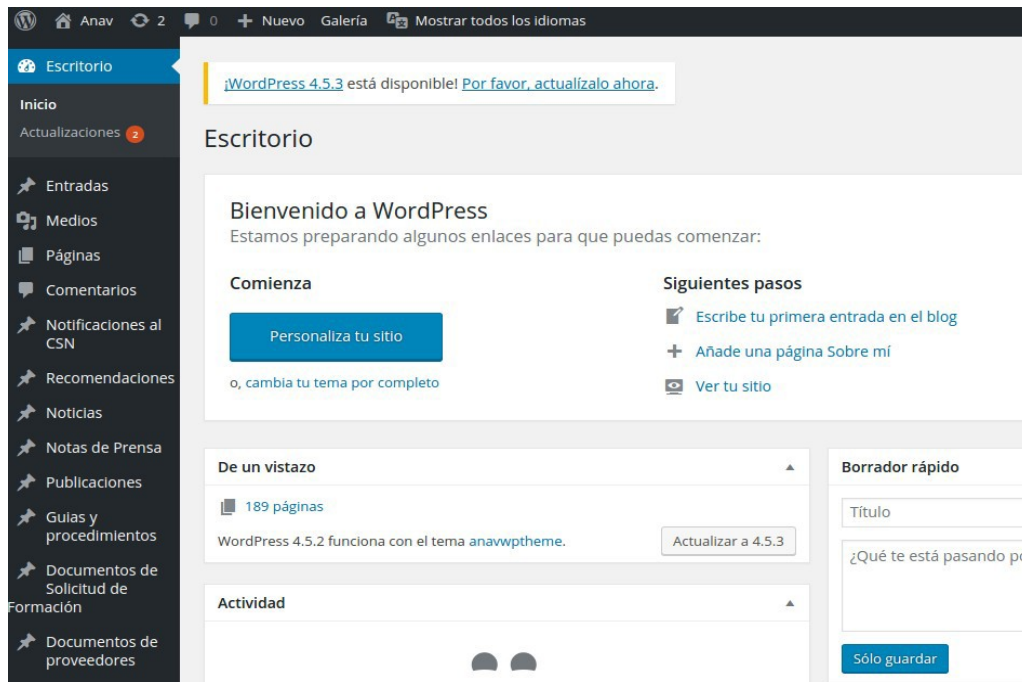 Anav 2 0 Nuevo Galería Mostrar todos los idiomas
Escritorio
Inicio
Actualizaciones 2
Entradas
Medios
Páginas
Comentarios
Notificaciones al
CSN
Recomendaciones
Noticias
Notas de Prensa
Publicaciones
Guias y
procedimientos
Documentos de
Solicitud de
Formación
Documentos de
proveedores
¡WordPress 4.5.3 está disponible! Por favor, actualízalo ahora.
Escritorio
Bienvenido a WordPress
Estamos preparando algunos enlaces para que puedas comenzar:
Comienza
Personaliza tu sitio
o, cambia tu tema por completo
Siguientes pasos
Escribe tu primera entrada en el blog
Añade una página Sobre mí
Ver tu sitio
De un vistazo
189 páginas
WordPress 4.5.2 funciona con el tema anavwptheme.
Actualizar a 4.5.3
Actividad
Borrador rápido
Título
¿Qué te está pasando
Sólo guardar